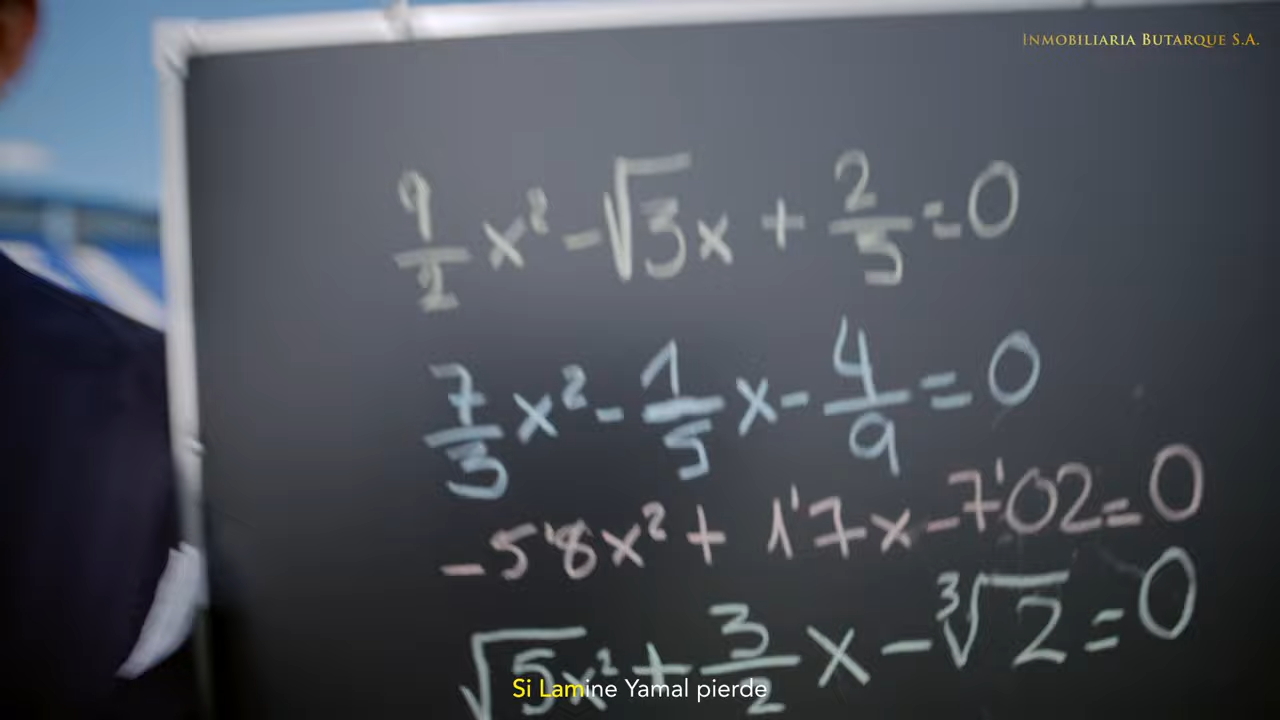 INMOBILIARIA BUTARQUE S.A.
9/2 x² - √3x + 2/5 = 0
7/3 x² - 1/5 x - 4/9 = 0
-5'8x² + 1'7x - 7'02 = 0
√5x² + 3/2 x - ³√2 = 0
Si Lamine Yamal pierde